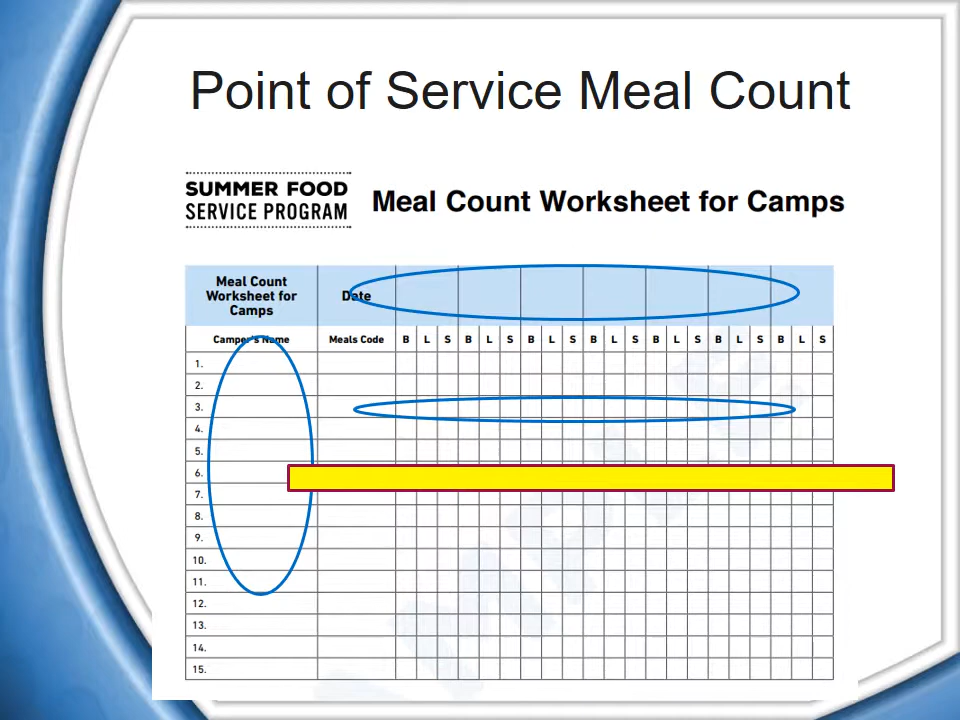 Point of Service Meal Count
SUMMER FOOD
SERVICE PROGRAM
Meal Count Worksheet for Camps
Meal Count
Worksheet for
Camps
Date
Camper's Name Meals Code B L S B L S B L S B L S B L S B L S B L S
1.
2.
3.
4.
5.
6.
7.
8.
9.
10.
11.
12.
13.
14.
15.